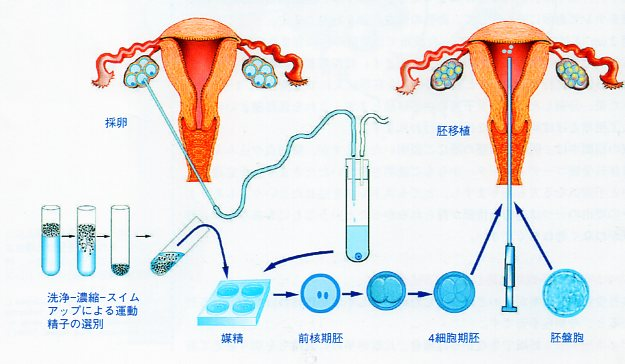 採卵
胚移植
洗浄−濃縮−スイム
アップによる運動
精子の選別
媒精
前核期胚
4細胞期胚
胚盤胞